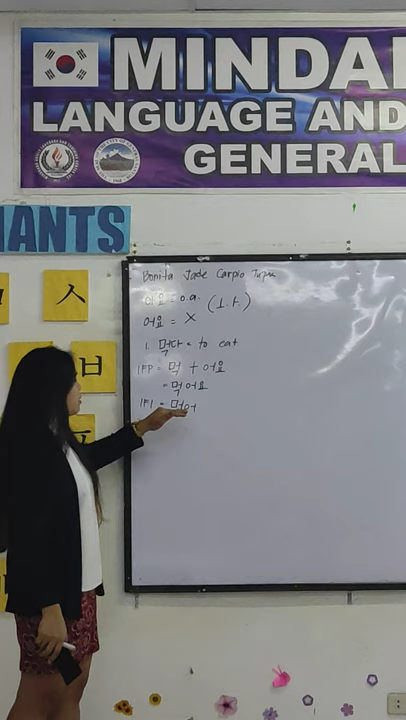 MINDA
LANGUAGE AND
GENERAL
ANTS
ㅅ
ㅂ
Bonita Jade Carpio Tupas
아요 = o.a. (ㅗ.ㅏ)
어요 = X
1. 먹다 = to eat
IFP = 먹 + 어요
= 먹어요
IFI = 먹어